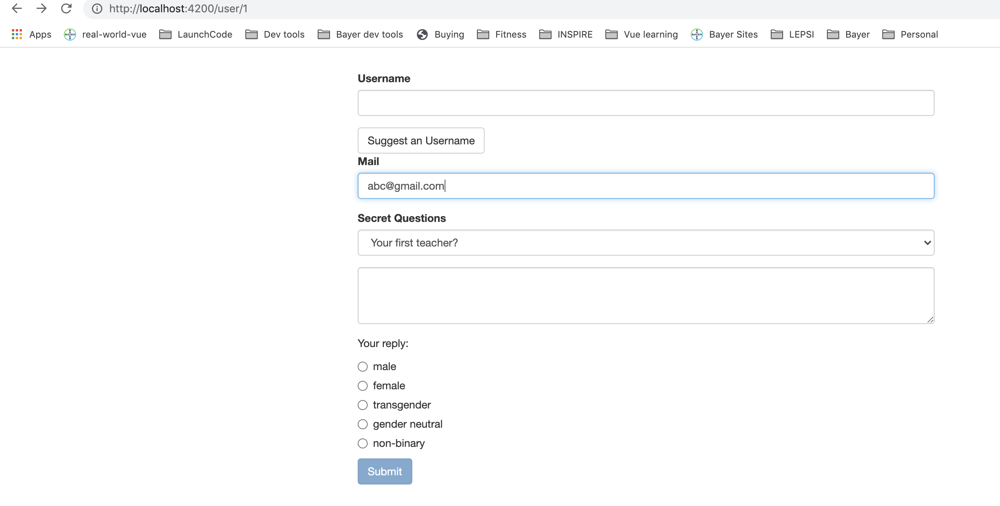 http://localhost:4200/user/1
Apps real-world-vue LaunchCode Dev tools Bayer dev tools Buying Fitness INSPIRE Vue learning Bayer Sites LEPSI Bayer Personal
Username
Suggest an Username
Mail
abc@gmail.com
Secret Questions
Your first teacher?
Your reply:
male
female
transgender
gender neutral
non-binary
Submit